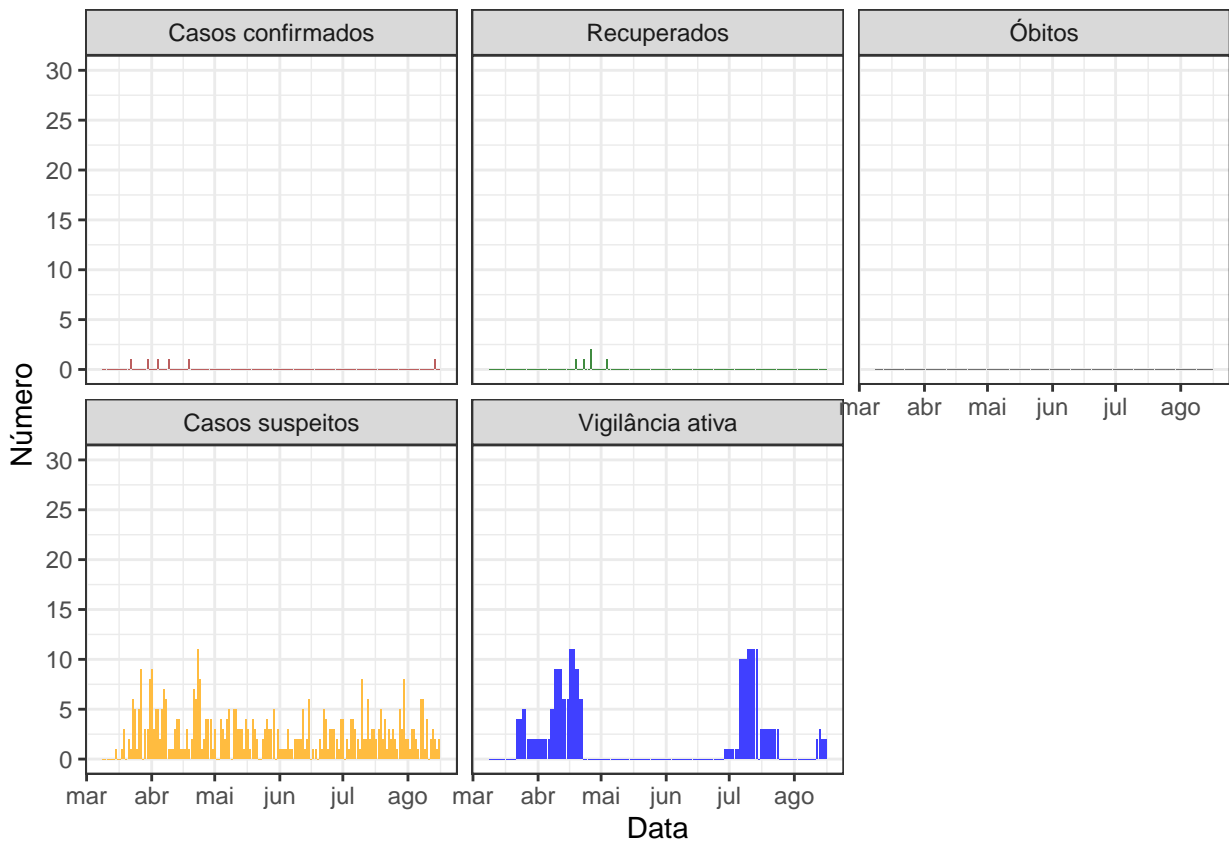 Casos confirmados
Recuperados
Óbitos
30
25
20
15
10
5
0
mar abr mai jun jul ago
Número
Casos suspeitos
Vigilância ativa
30
25
20
15
10
5
0
mar abr mai jun jul ago
mar abr mai jun jul ago
Data